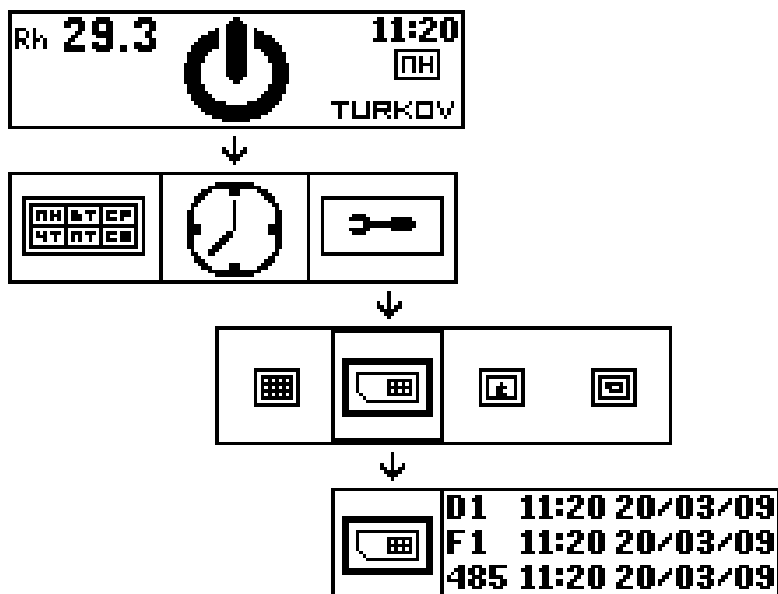 Rh 29.3 11:20
ПН
TURKOV
ПН ВТ СР
ЧТ ПТ СВ
D1 11:20 20/03/09
F1 11:20 20/03/09
485 11:20 20/03/09